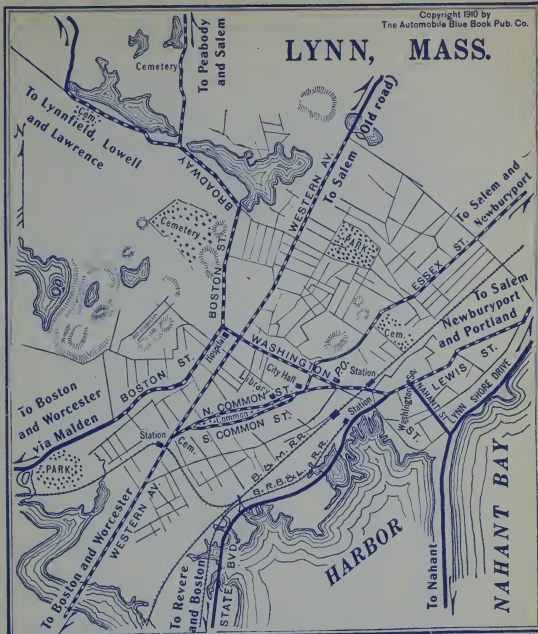 Copyright 1910 by
The Automobile Blue Book Pub. Co.
LYNN, MASS.
Cemetery
To Peabody
and Salem
Cem.
To Lynnfield, Lowell
and Lawrence
BROADWAY
WESTERN AV.
To Salem
(Old road)
To Salem and
Newburyport
Cemetery
BOSTON ST.
PARK
ESSEX ST.
To Salem
Newburyport
and Portland
Hospital
WASHINGTON
Cem.
P.O.
Station
City Hall
Library
BOSTON ST.
To Boston
and Worcester
via Malden
N. COMMON ST.
Common
S. COMMON ST.
Station
Cem.
Station
Washington Sq.
NAHANT ST.
LEWIS ST.
LYNN SHORE DRIVE
ST.
PARK
B. & M. R.R.
B. R. B. & L. R.R.
WESTERN AV.
To Boston and Worcester
To Revere
and Boston
STATE BVD.
HARBOR
To Nahant
NAHANT BAY